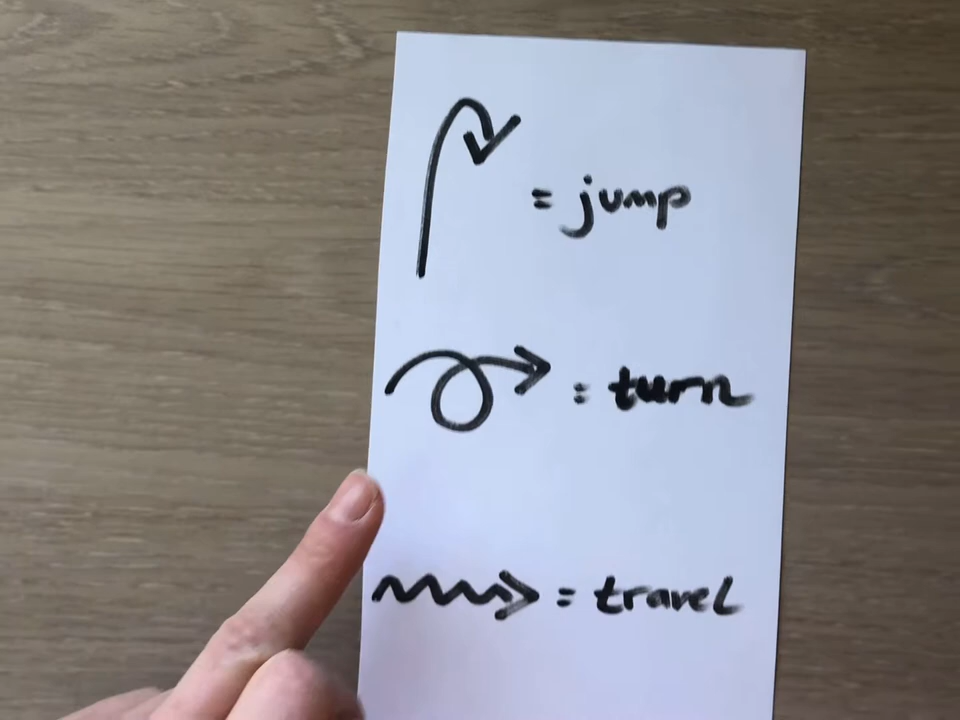 = jump
= turn
= travel